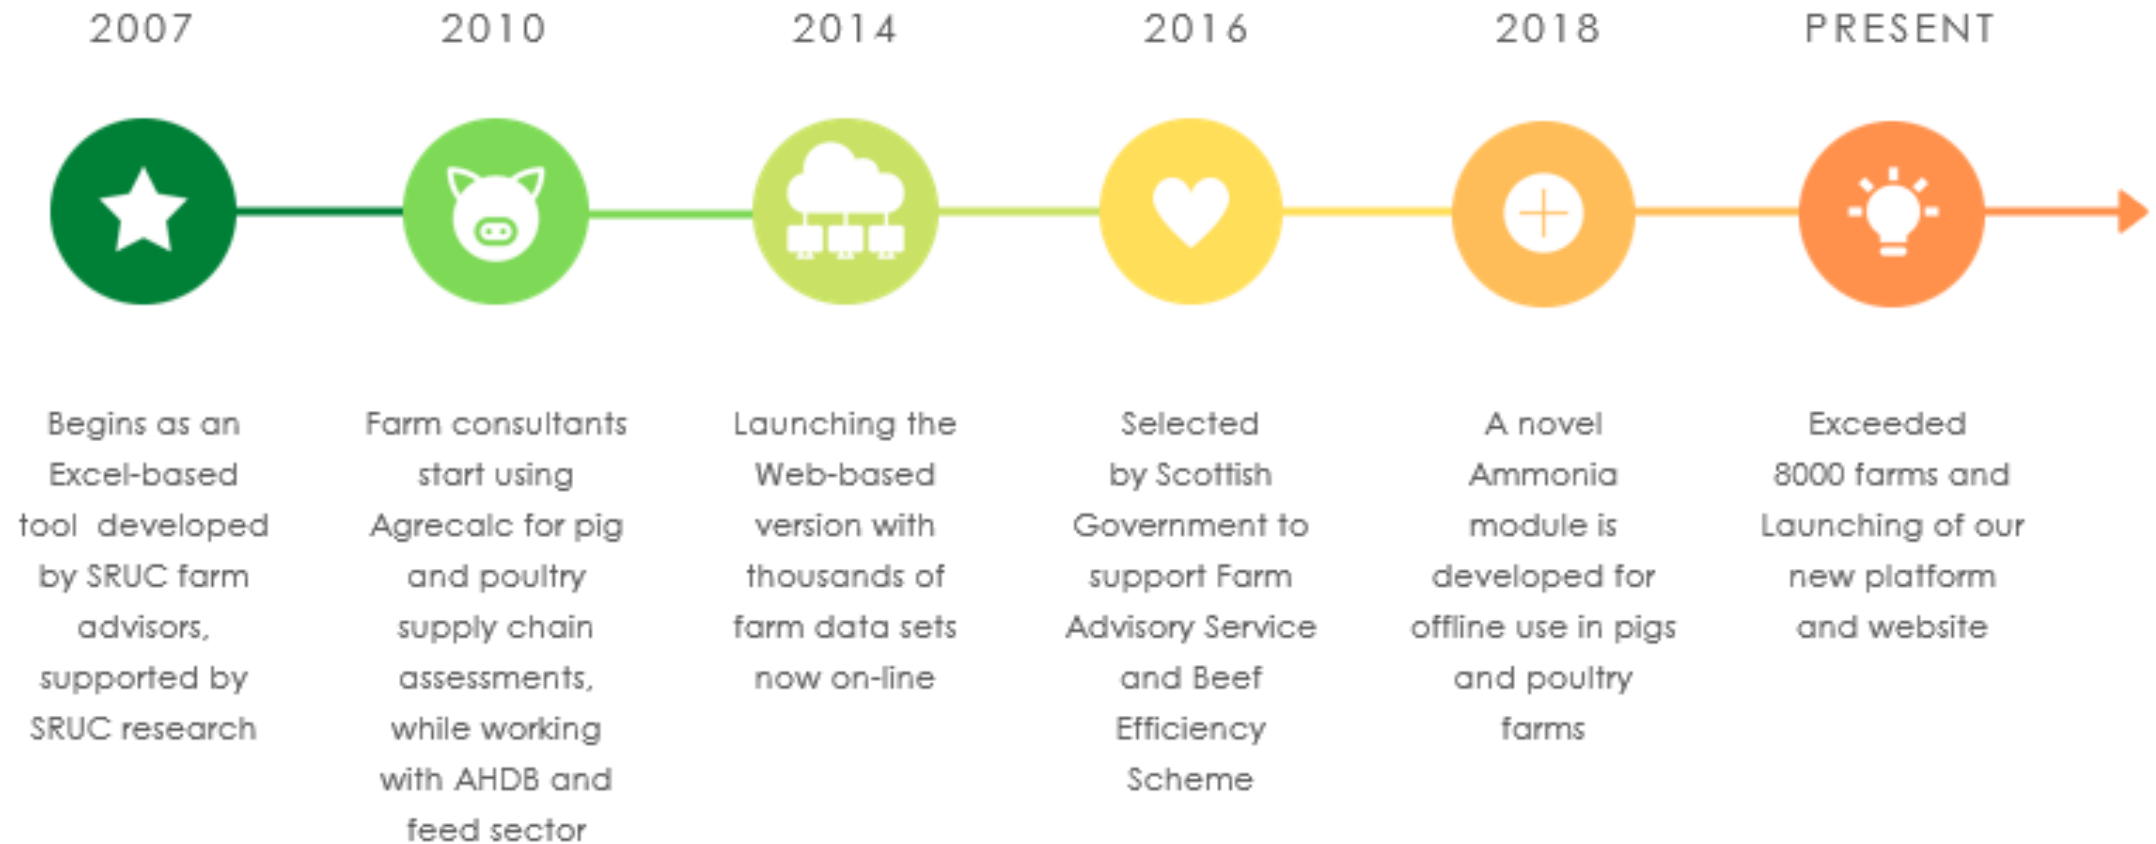 2007
Begins as an
Excel-based
tool developed
by SRUC farm
advisors,
supported by
SRUC research
2010
Farm consultants
start using
Agrecalc for pig
and poultry
supply chain
assessments,
while working
with AHDB and
feed sector
2014
Launching the
Web-based
version with
thousands of
farm data sets
now on-line
2016
Selected
by Scottish
Government to
support Farm
Advisory Service
and Beef
Efficiency
Scheme
2018
A novel
Ammonia
module is
developed for
offline use in pigs
and poultry
farms
PRESENT
Exceeded
8000 farms and
Launching of our
new platform
and website